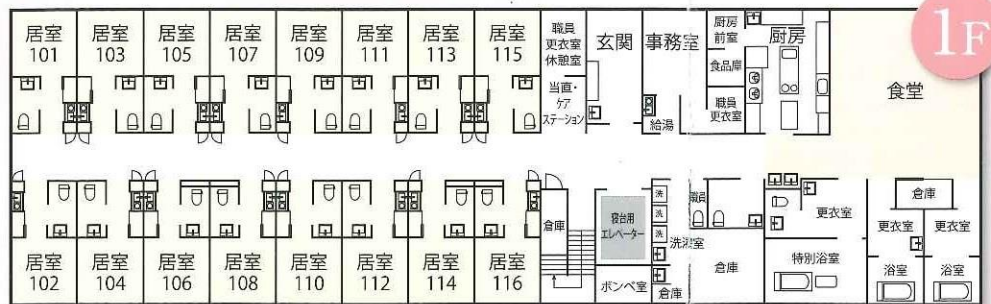 1F
居室
101
居室
103
居室
105
居室
107
居室
109
居室
111
居室
113
居室
115
職員
更衣室
休憩室
当直・
ケア
ステーション
玄関
事務室
給湯
厨房
前室
食品庫
職員
更衣室
厨房
食堂
居室
102
居室
104
居室
106
居室
108
居室
110
居室
112
居室
114
居室
116
倉庫
寝台用
エレベーター
ボンベ室
洗
洗
洗
洗濯室
倉庫
職員
倉庫
更衣室
特別浴室
倉庫
更衣室
浴室
更衣室
浴室